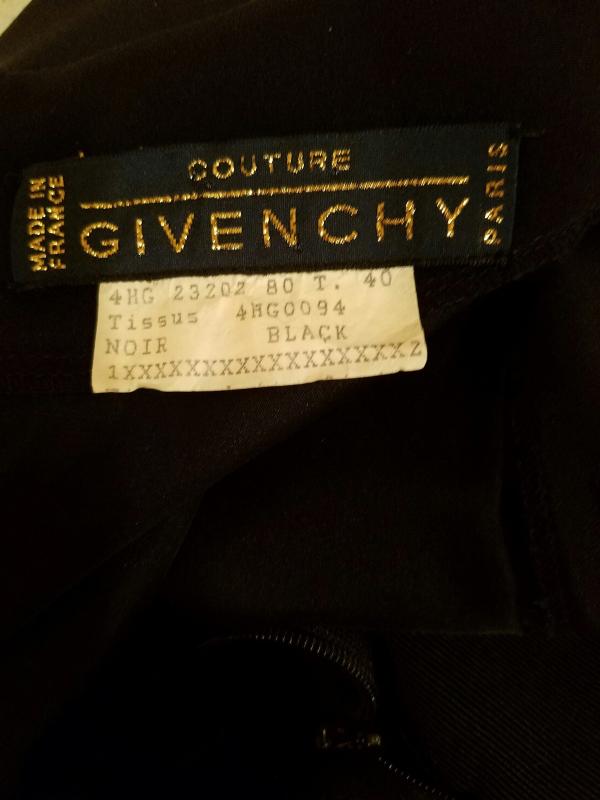 COUTURE
MADE IN
FRANCE
GIVENCHY
PARIS
4HG 23202 80 T. 40
Tissus 4HG0094
NOIR BLACK
1XXXXXXXXXXXXXXXXXXZ